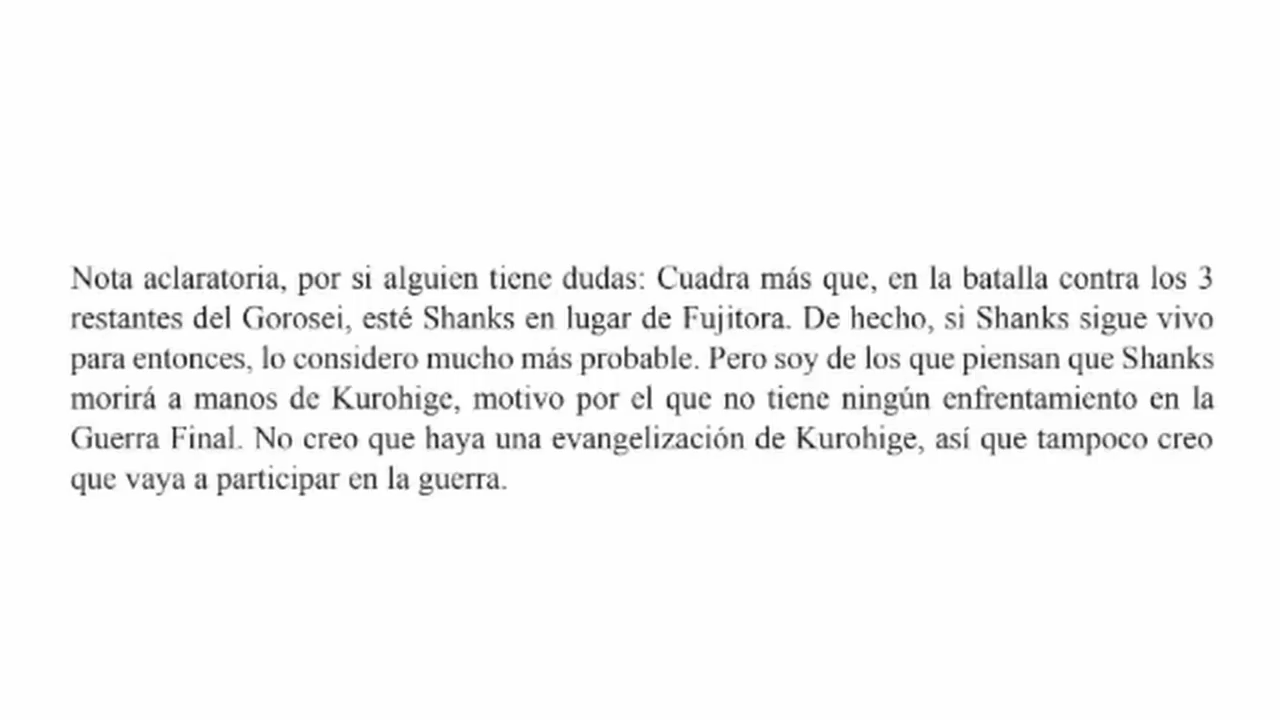 Nota aclaratoria, por si alguien tiene dudas: Cuadra más que, en la batalla contra los 3
restantes del Gorosei, esté Shanks en lugar de Fujitora. De hecho, si Shanks sigue vivo
para entonces, lo considero mucho más probable. Pero soy de los que piensan que Shanks
morirá a manos de Kurohige, motivo por el que no tiene ningún enfrentamiento en la
Guerra Final. No creo que haya una evangelización de Kurohige, así que tampoco creo
que vaya a participar en la guerra.